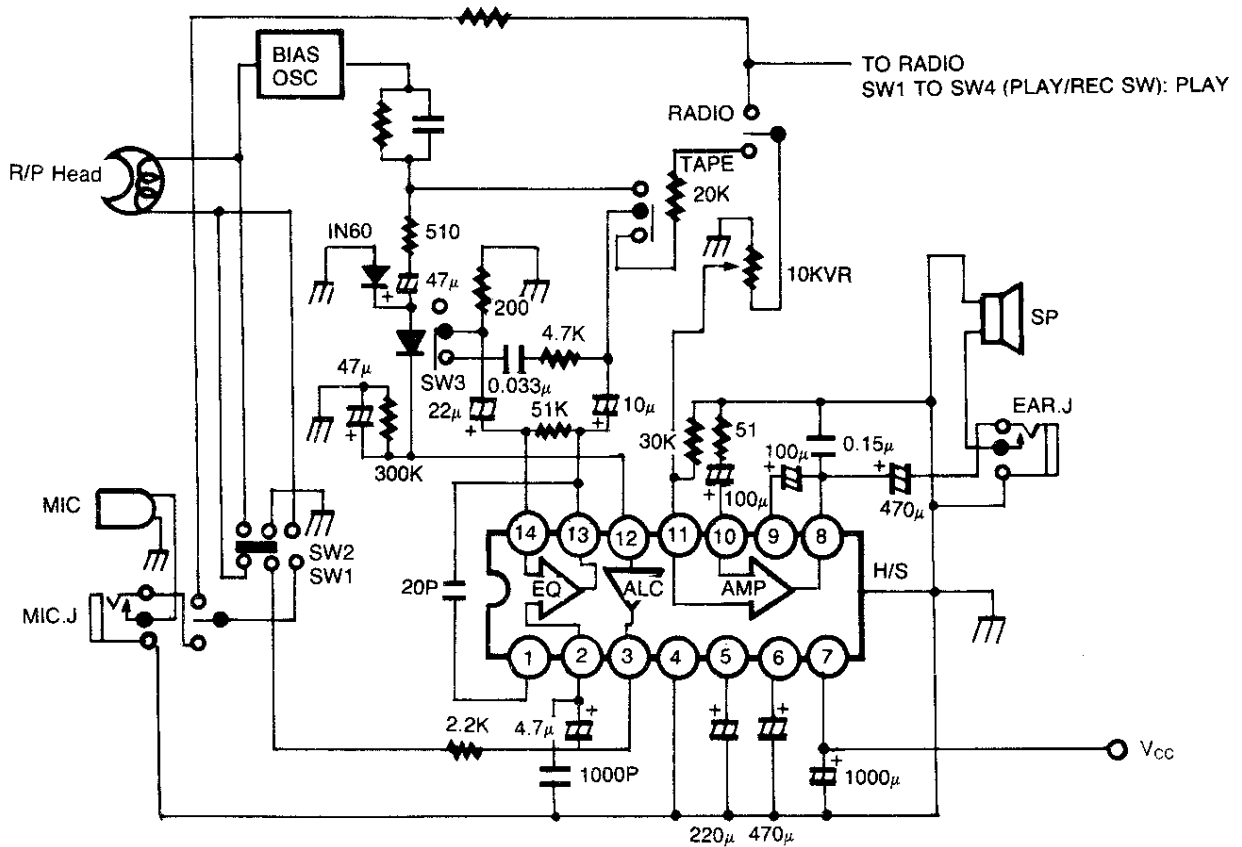 BIAS
OSC
TO RADIO
SW1 TO SW4 (PLAY/REC SW): PLAY
RADIO
R/P Head
TAPE
20K
IN60
510
10KVR
47μ
+
200
SP
4.7K
47μ
SW3
0.033μ
22μ
+
51K
10μ
+
EAR.J
+
300K
30K
51
100μ
+
0.15μ
+
470μ
+
100μ
MIC
SW2
SW1
14
13
12
11
10
9
8
20P
EQ
ALC
AMP
H/S
MIC.J
1
2
3
4
5
6
7
2.2K
4.7μ
+
+
+
+
VCC
1000P
1000μ
220μ
470μ